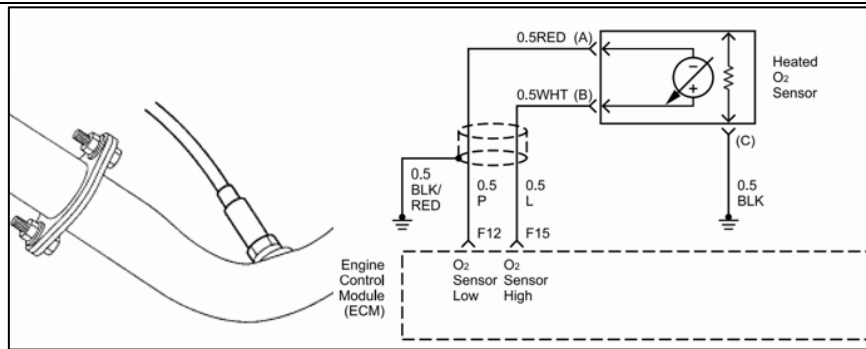 0.5RED (A)
0.5WHT (B)
−
+
Heated
O₂
Sensor
(C)
0.5
BLK/
RED
0.5
P
0.5
L
0.5
BLK
F12
F15
Engine
Control
Module
(ECM)
O₂
Sensor
Low
O₂
Sensor
High